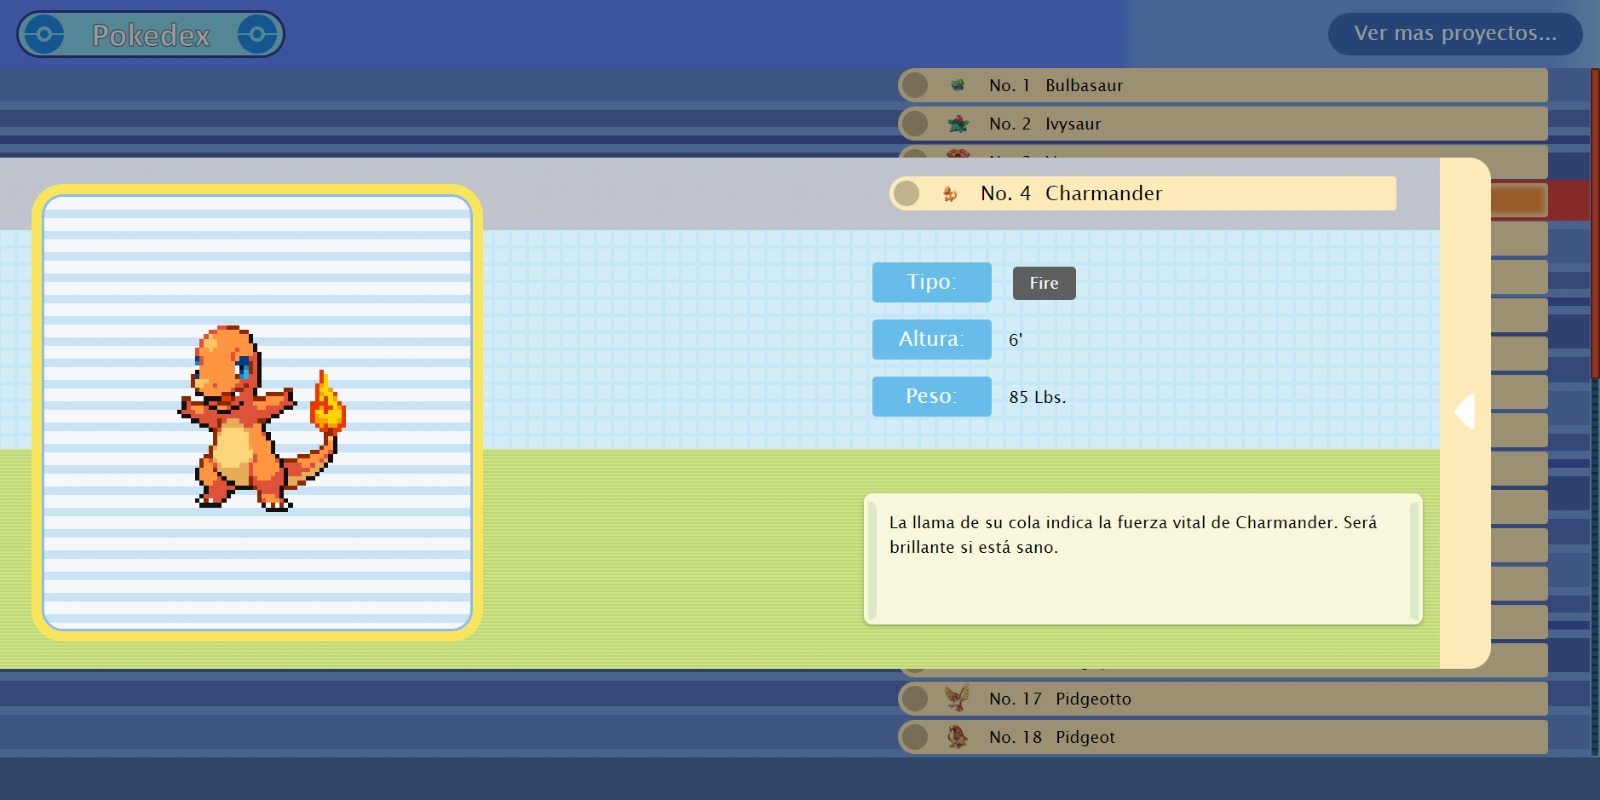 Pokedex
Ver mas proyectos...
No. 1 Bulbasaur
No. 2 Ivysaur
No. 4 Charmander
Tipo: Fire
Altura: 6'
Peso: 85 Lbs.
La llama de su cola indica la fuerza vital de Charmander. Será
brillante si está sano.
No. 17 Pidgeotto
No. 18 Pidgeot